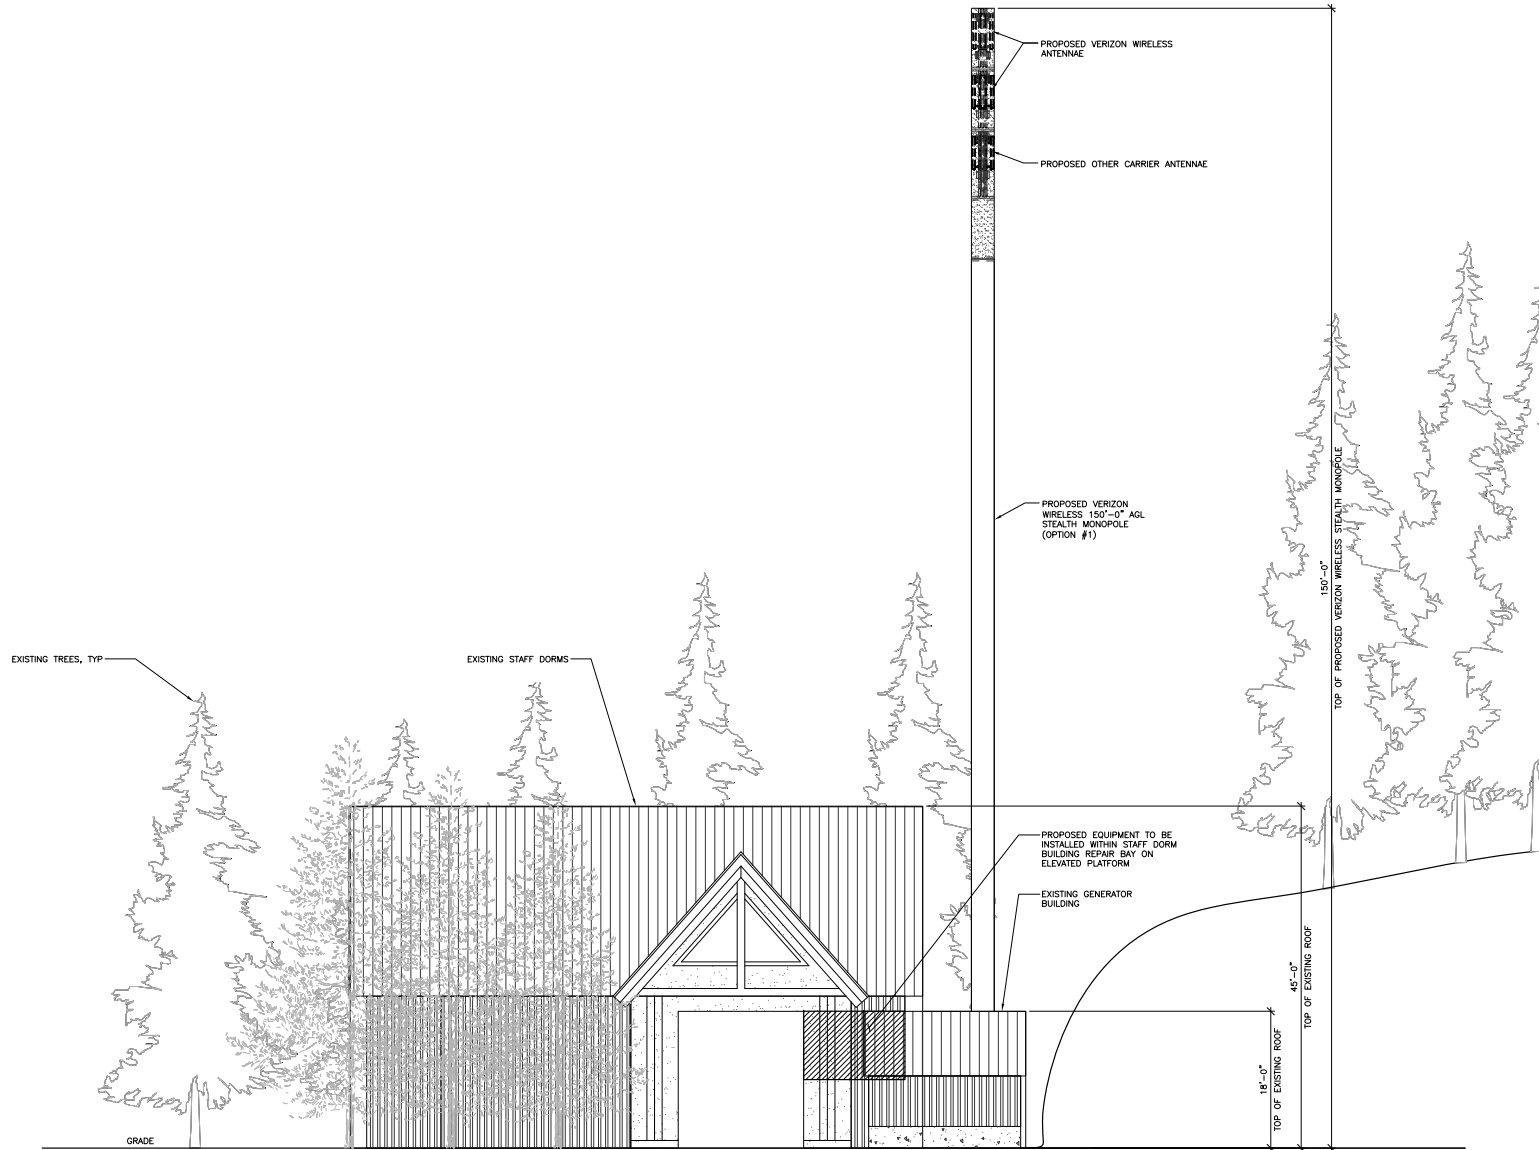 PROPOSED VERIZON WIRELESS
ANTENNAE
PROPOSED OTHER CARRIER ANTENNAE
PROPOSED VERIZON
WIRELESS 150'-0" AGL
STEALTH MONOPOLE
(OPTION #1)
150'-0"
TOP OF PROPOSED VERIZON WIRELESS STEALTH MONOPOLE
EXISTING TREES, TYP
EXISTING STAFF DORMS
PROPOSED EQUIPMENT TO BE
INSTALLED WITHIN STAFF DORM
BUILDING REPAIR BAY ON
ELEVATED PLATFORM
EXISTING GENERATOR
BUILDING
45'-0"
TOP OF EXISTING ROOF
18'-0"
TOP OF EXISTING ROOF
GRADE